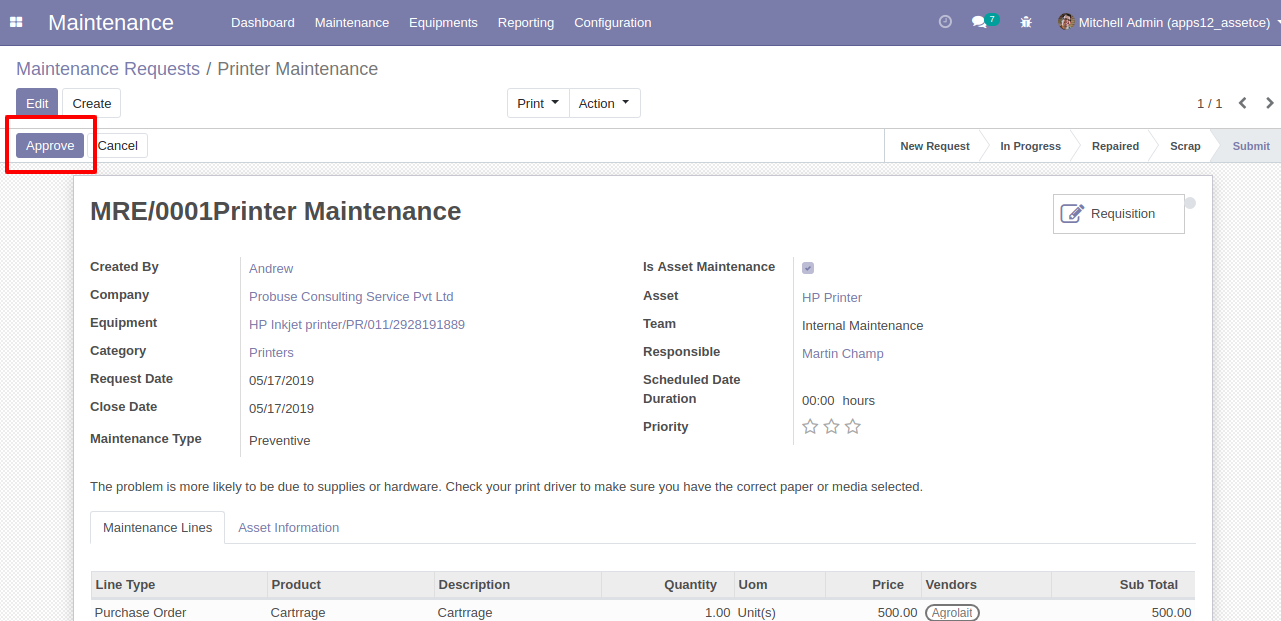 Maintenance Dashboard Maintenance Equipments Reporting Configuration 7 Mitchell Admin (apps12_assetce)
Maintenance Requests / Printer Maintenance
Edit Create Print Action 1 / 1
Approve Cancel New Request In Progress Repaired Scrap Submit
MRE/0001Printer Maintenance
Requisition
Created By Andrew
Company Probuse Consulting Service Pvt Ltd
Equipment HP Inkjet printer/PR/011/2928191889
Category Printers
Request Date 05/17/2019
Close Date 05/17/2019
Maintenance Type Preventive
Is Asset Maintenance
Asset HP Printer
Team Internal Maintenance
Responsible Martin Champ
Scheduled Date
Duration 00:00 hours
Priority
The problem is more likely to be due to supplies or hardware. Check your print driver to make sure you have the correct paper or media selected.
Maintenance Lines Asset Information
Line Type Product Description Quantity Uom Price Vendors Sub Total
Purchase Order Cartrrage Cartrrage 1.00 Unit(s) 500.00 Agrolait 500.00